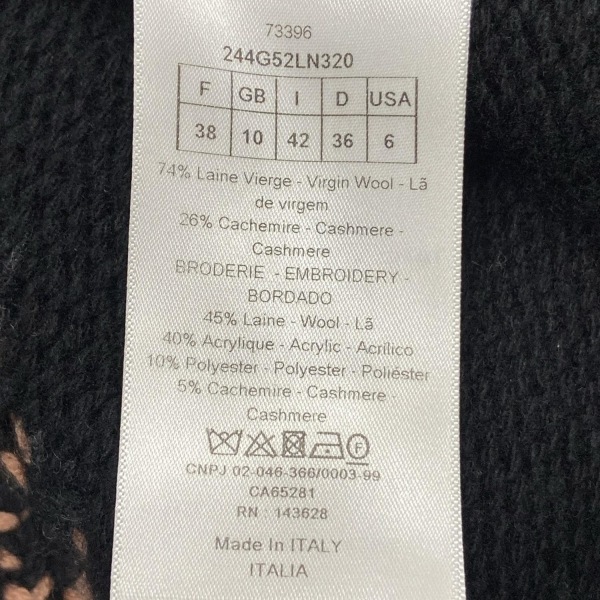 73396
244G52LN320
F GB I D USA
38 10 42 36 6
74% Laine Vierge - Virgin Wool - Lã
de virgem
26% Cachemire - Cashmere -
Cashmere
BRODERIE - EMBROIDERY -
BORDADO
45% Laine - Wool - Lã
40% Acrylique - Acrylic - Acrílico
10% Polyester - Polyester - Poliéster
5% Cachemire - Cashmere -
Cashmere
F
CNPJ 02-046-366/0003-99
CA65281
RN : 143628
Made In ITALY
ITALIA